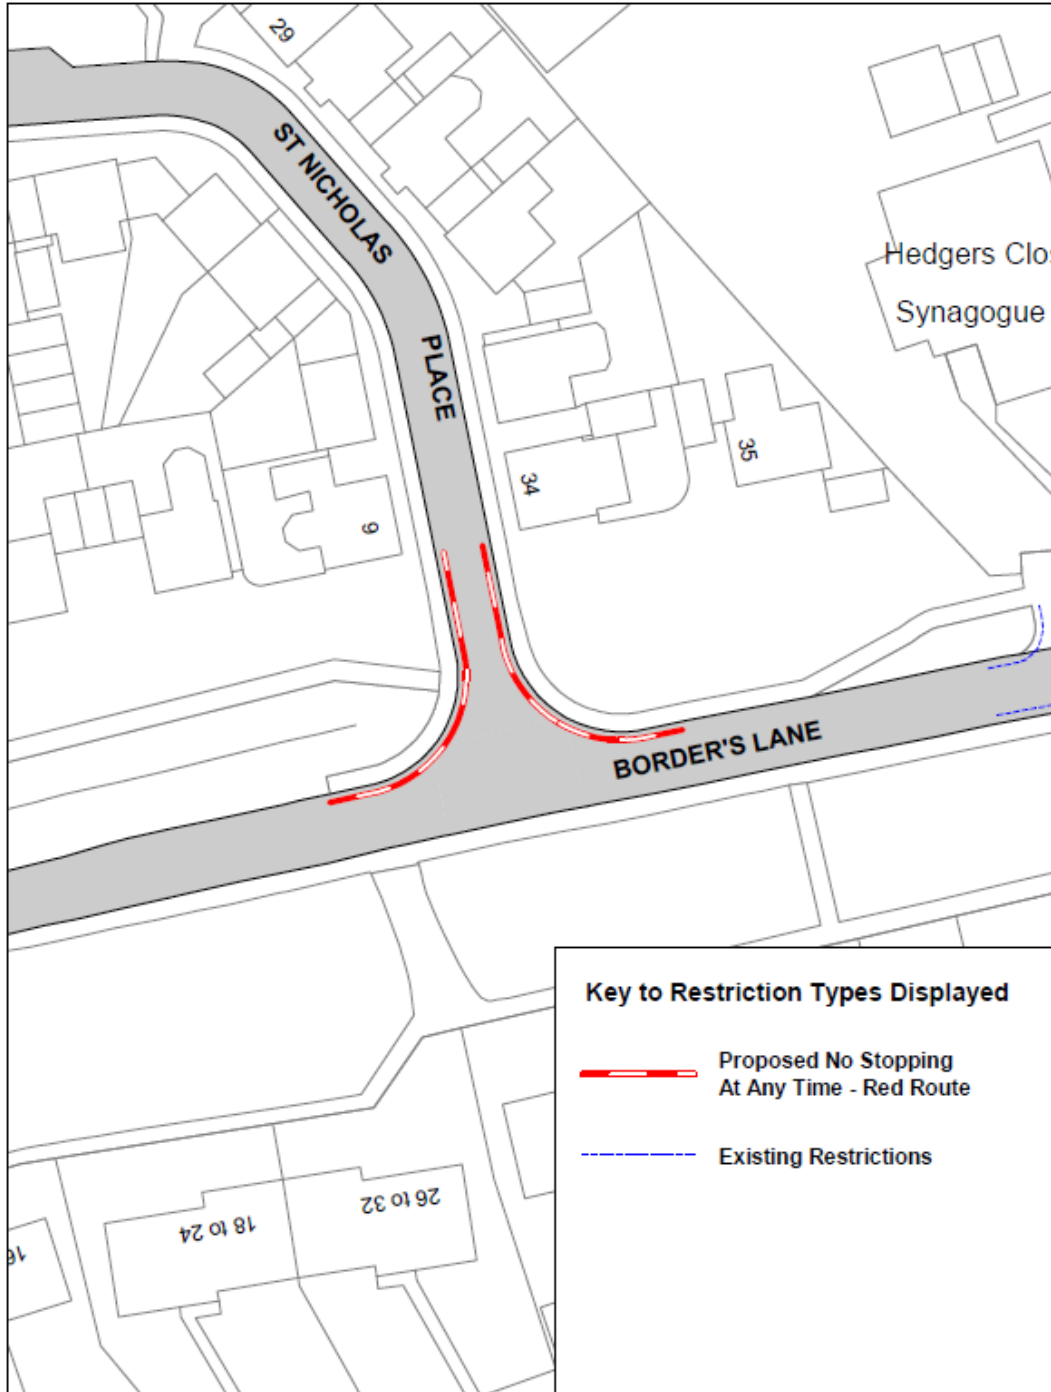 29
ST NICHOLAS
PLACE
Synagogue
34
35
9
BORDER'S LANE
Key to Restriction Types Displayed
Proposed No Stopping
At Any Time - Red Route
Existing Restrictions
26 to 32
18 to 24
Hedgers